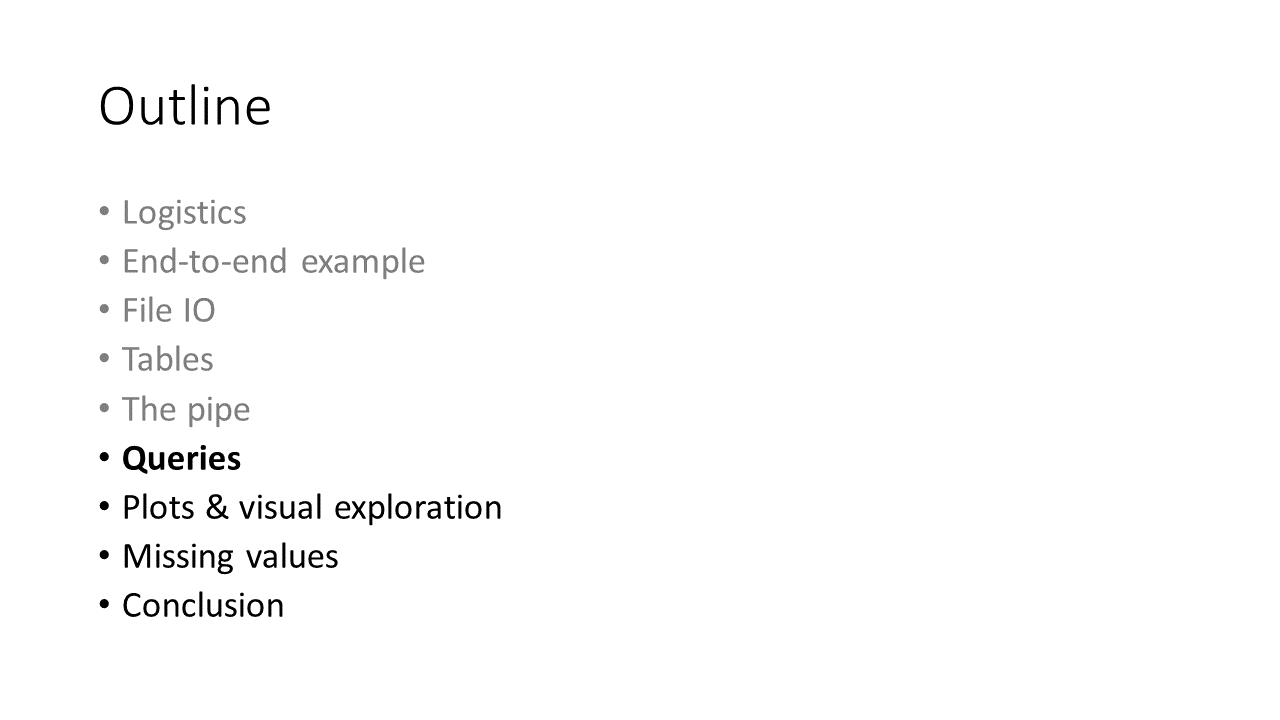 Outline
• Logistics
• End-to-end example
• File IO
• Tables
• The pipe
• Queries
• Plots & visual exploration
• Missing values
• Conclusion